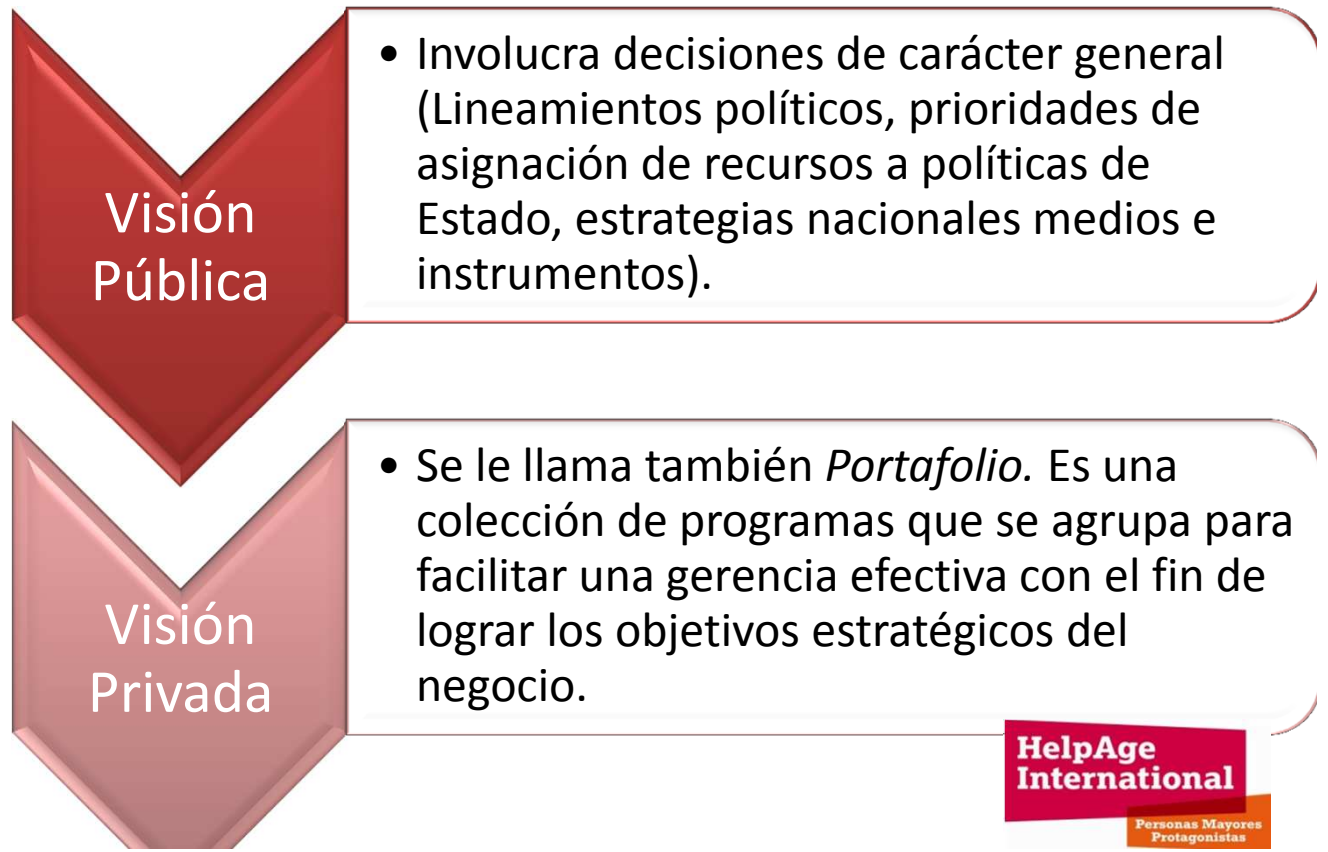 Visión
Pública
• Involucra decisiones de carácter general
(Lineamientos políticos, prioridades de
asignación de recursos a políticas de
Estado, estrategias nacionales medios e
instrumentos).
Visión
Privada
• Se le llama también Portafolio. Es una
colección de programas que se agrupa para
facilitar una gerencia efectiva con el fin de
lograr los objetivos estratégicos del
negocio.
HelpAge
International
Personas Mayores
Protagonistas